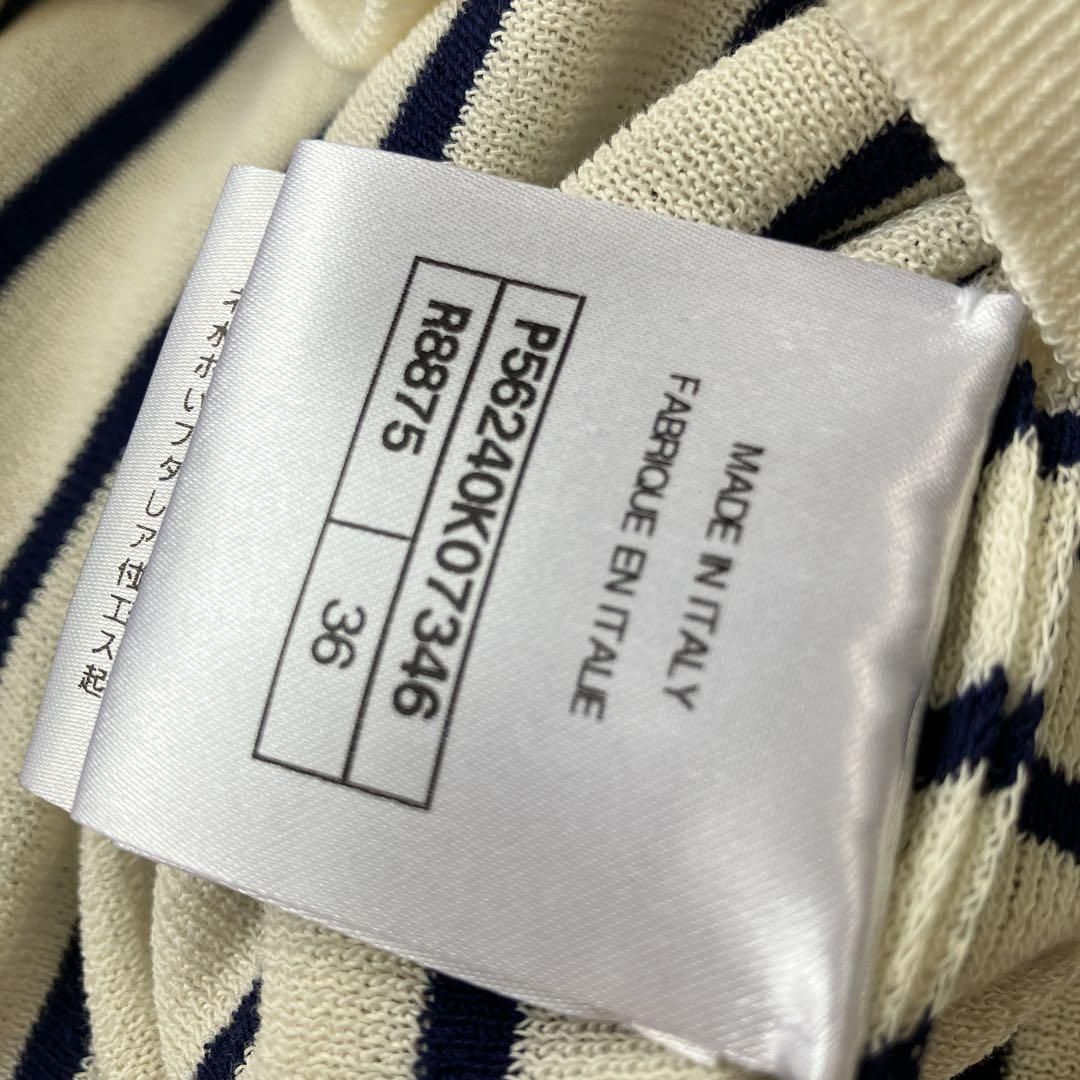 MADE IN ITALY
FABRIQUE EN ITALIE
P56240K07346
R8875 36